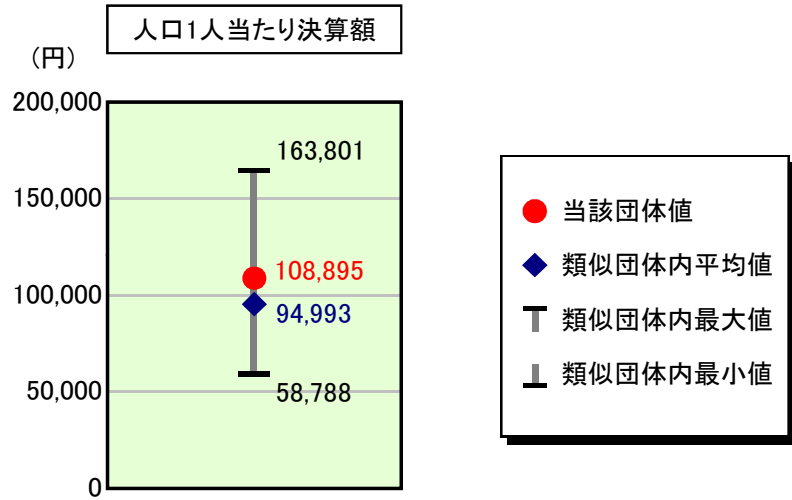 人口1人当たり決算額
（円）
200,000
150,000
100,000
50,000
0
163,801
108,895
94,993
58,788
当該団体値
類似団体内平均値
類似団体内最大値
類似団体内最小値